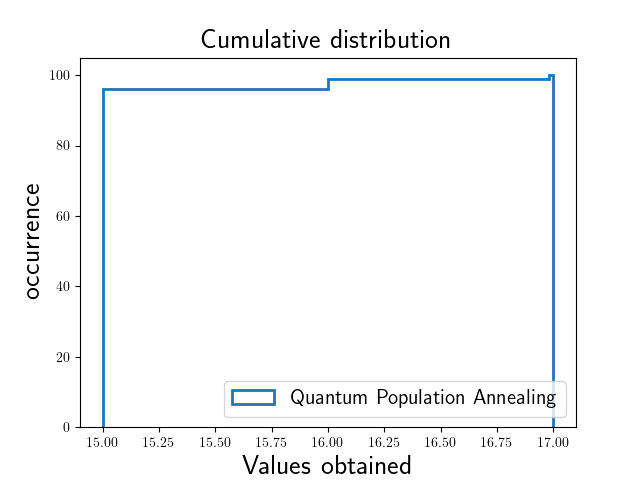 Cumulative distribution
100
80
60
40
20
0
occurrence
Quantum Population Annealing
15.00 15.25 15.50 15.75 16.00 16.25 16.50 16.75 17.00
Values obtained